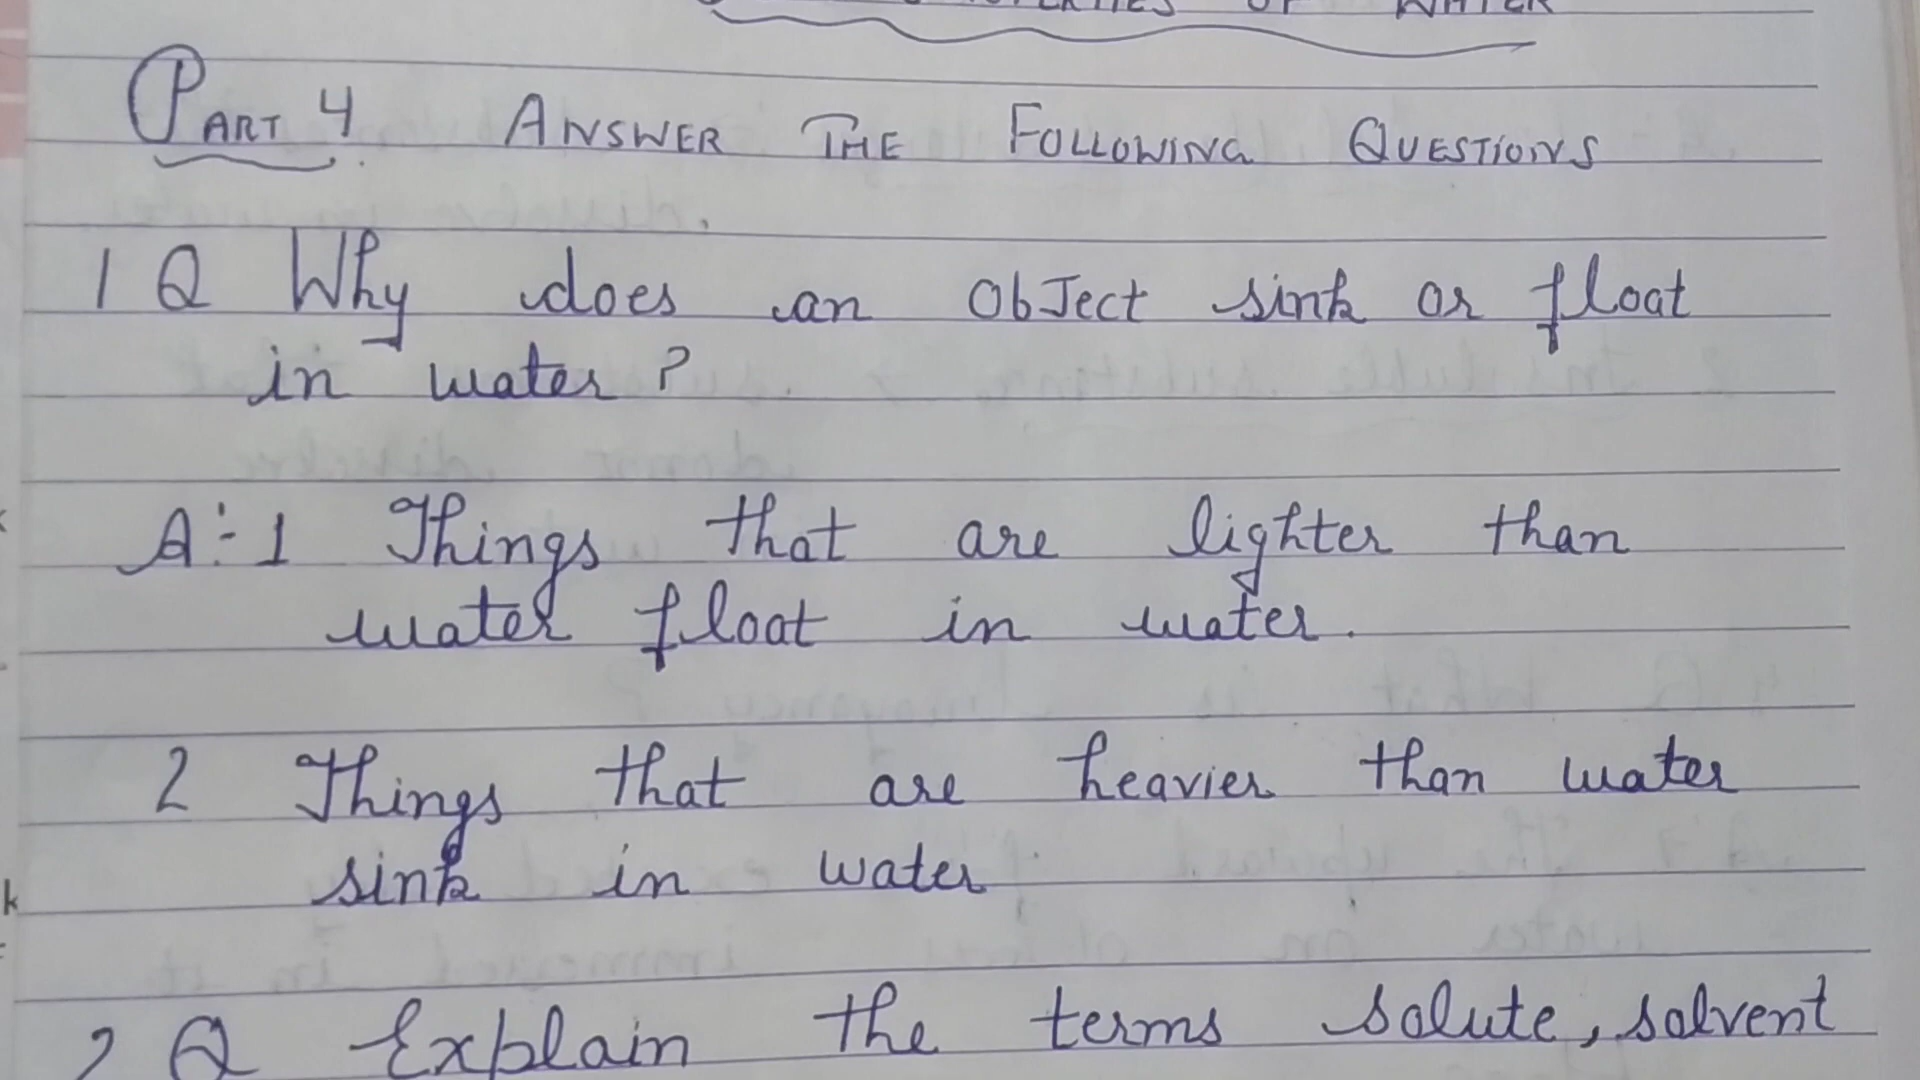 OF WATER
PART 4 ANSWER THE FOLLOWING QUESTIONS
1 Q Why does an ObJect sink or float
in water ?
A:-1 Things that are lighter than
water float in water.
2 Things that are heavier than water
sink in water
k
2 Q Explain the terms solute, solvent